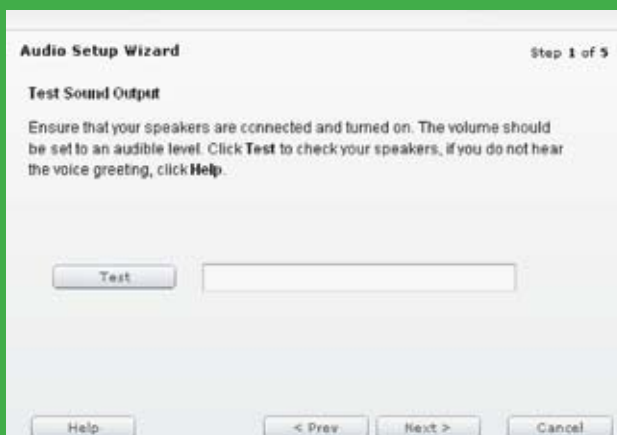 Audio Setup Wizard
Step 1 of 5
Test Sound Output
Ensure that your speakers are connected and turned on. The volume should
be set to an audible level. Click Test to check your speakers, if you do not hear
the voice greeting, click Help.
Test
Help
< Prev
Next >
Cancel